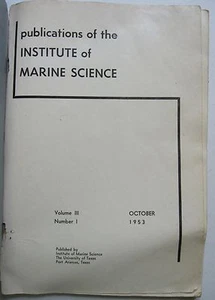 publications of the
INSTITUTE of
MARINE SCIENCE
Volume III OCTOBER
Number I 1953
Published by
Institute of Marine Science
The University of Texas
Port Aransas, Texas